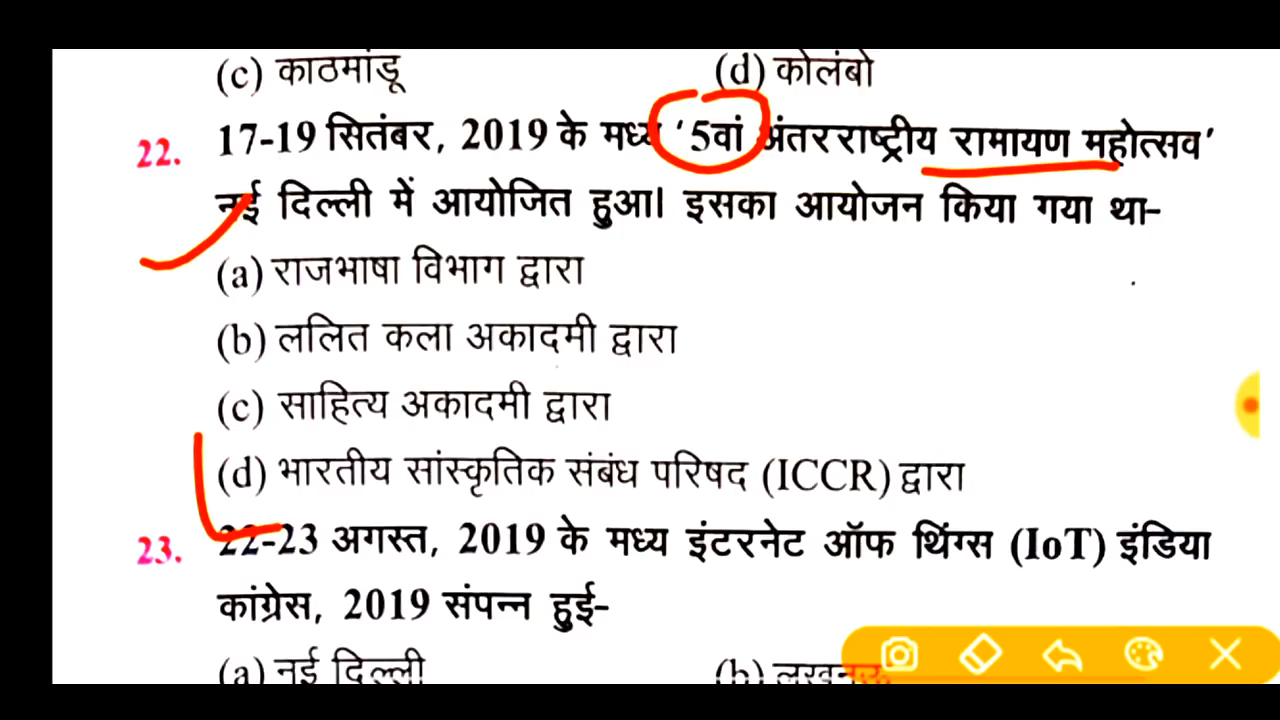 (c) काठमांडू (d) कोलंबो
22. 17-19 सितंबर, 2019 के मध्य '5वां अंतरराष्ट्रीय रामायण महोत्सव'
नई दिल्ली में आयोजित हुआ। इसका आयोजन किया गया था-
(a) राजभाषा विभाग द्वारा
(b) ललित कला अकादमी द्वारा
(c) साहित्य अकादमी द्वारा
(d) भारतीय सांस्कृतिक संबंध परिषद (ICCR) द्वारा
23. 22-23 अगस्त, 2019 के मध्य इंटरनेट ऑफ थिंग्स (IoT) इंडिया
कांग्रेस, 2019 संपन्न हुई-
(a) नई दिल्ली (b) लखनऊ